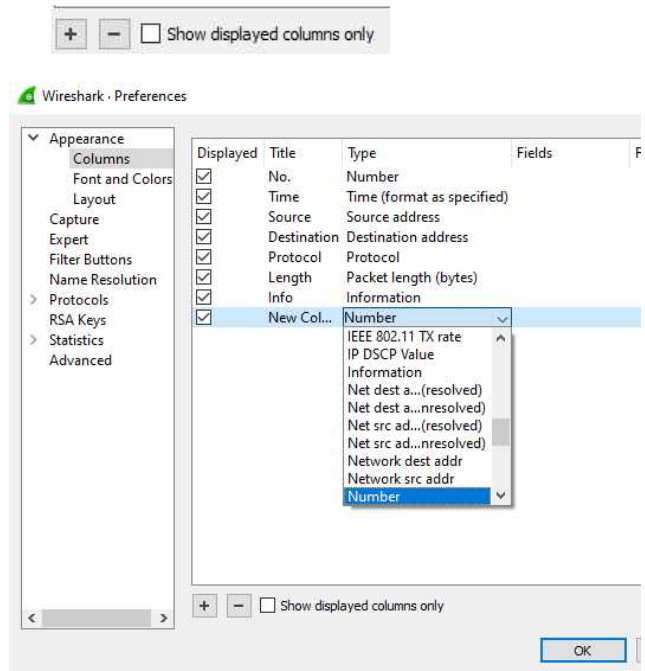 + - Show displayed columns only
Wireshark · Preferences
Appearance
Columns
Font and Colors
Layout
Capture
Expert
Filter Buttons
Name Resolution
Protocols
RSA Keys
Statistics
Advanced
Displayed Title Type Fields F
No. Number
Time Time (format as specified)
Source Source address
Destination Destination address
Protocol Protocol
Length Packet length (bytes)
Info Information
New Col... Number
IEEE 802.11 TX rate
IP DSCP Value
Information
Net dest a...(resolved)
Net dest a...nresolved)
Net src ad...(resolved)
Net src ad...nresolved)
Network dest addr
Network src addr
Number
+ - Show displayed columns only
OK